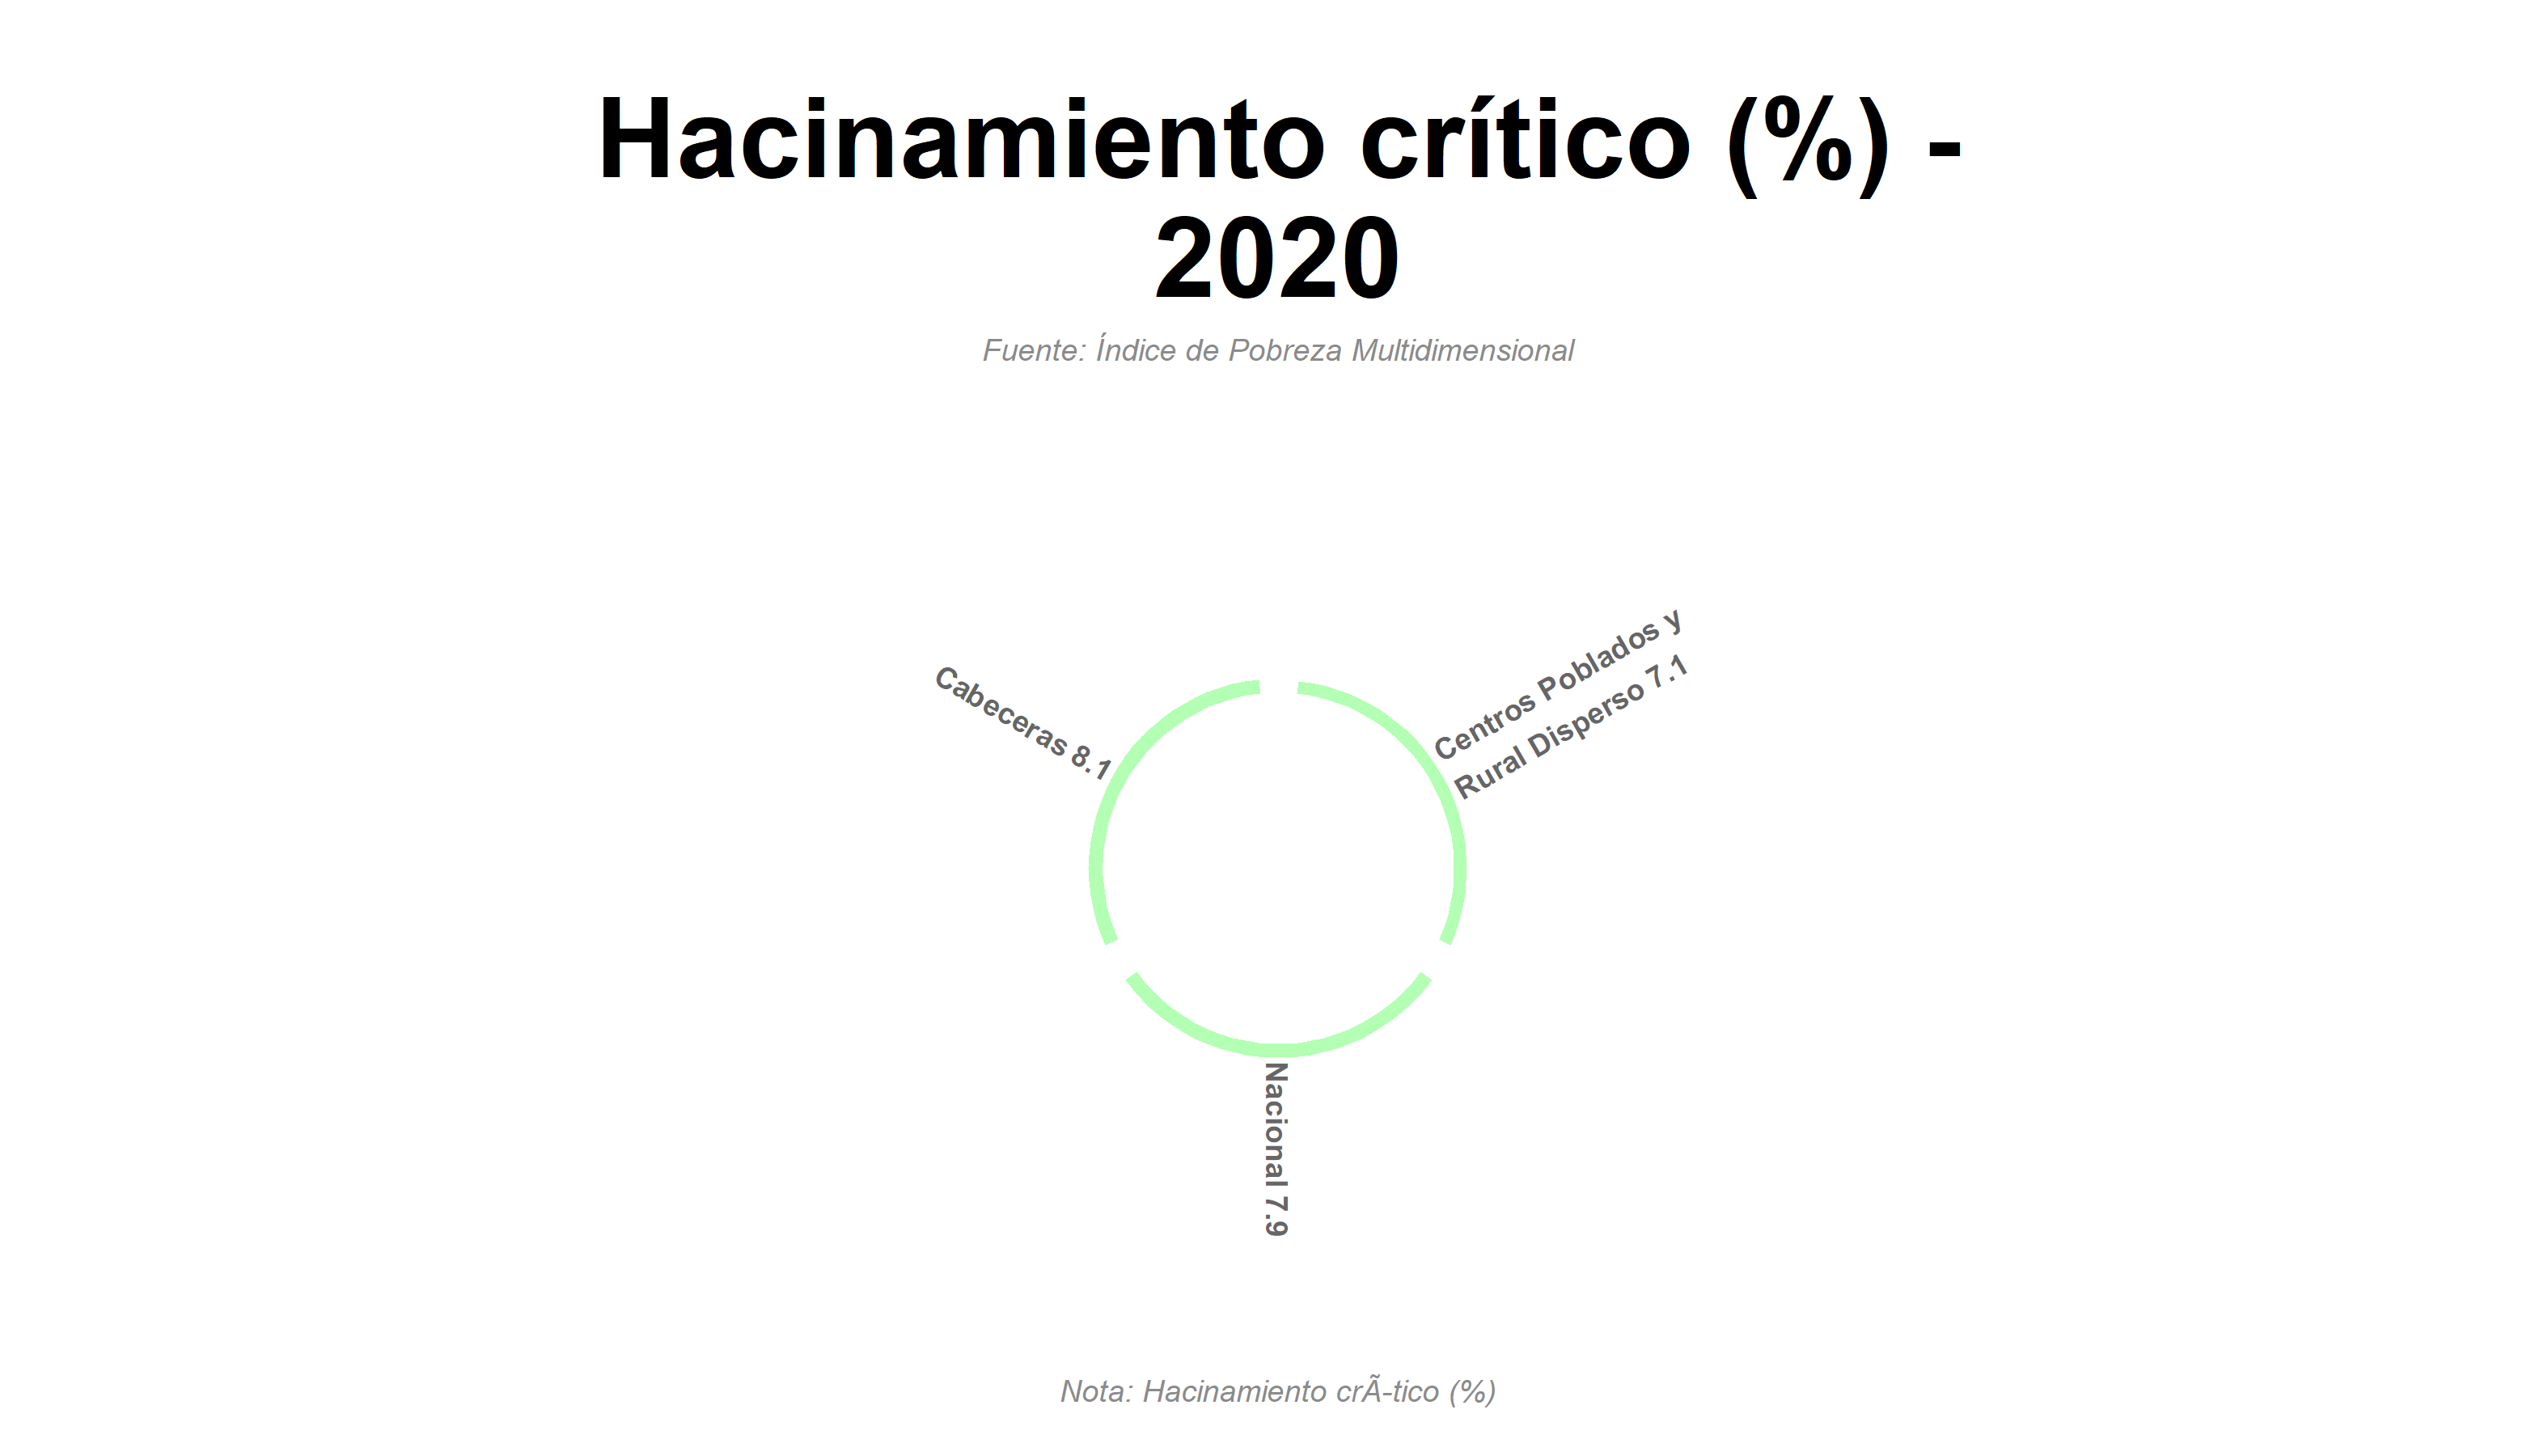 Hacinamiento crítico (%) -
2020
Fuente: Índice de Pobreza Multidimensional
Centros Poblados y
Rural Disperso 7.1
Cabeceras 8.1
Nacional 7.9
Nota: Hacinamiento crÃ-tico (%)